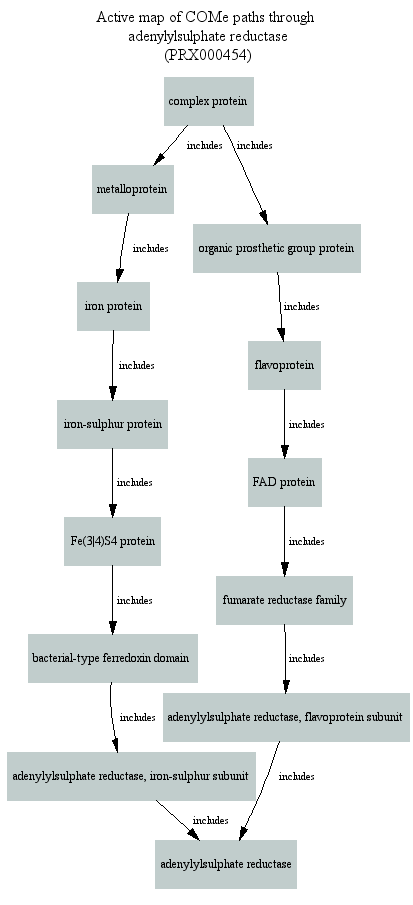 Active map of COMe paths through
adenylylsulphate reductase
(PRX000454)
complex protein
includes
includes
metalloprotein
organic prosthetic group protein
includes
iron protein
includes
flavoprotein
includes
iron-sulphur protein
includes
FAD protein
includes
Fe(3|4)S4 protein
includes
fumarate reductase family
includes
bacterial-type ferredoxin domain
includes
adenylylsulphate reductase, flavoprotein subunit
includes
adenylylsulphate reductase, iron-sulphur subunit
includes
includes
adenylylsulphate reductase